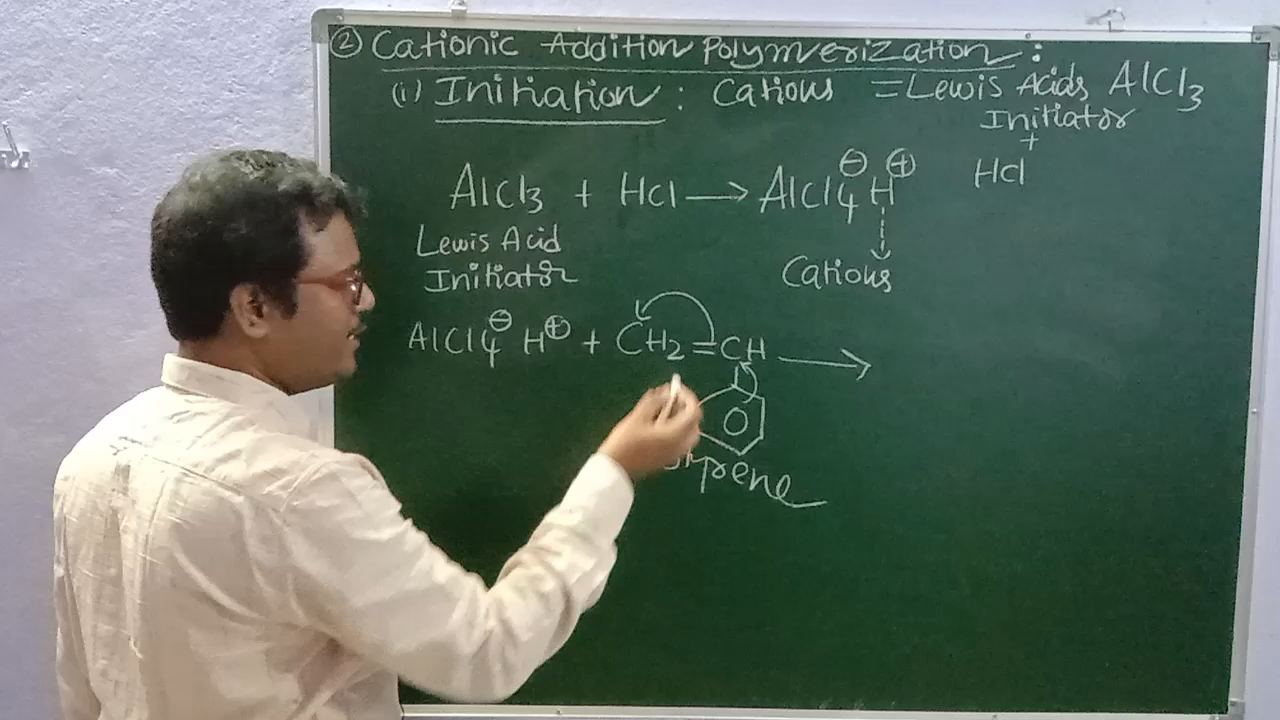 ② Cationic Addition Polymerization :
(i) Initiation : Cations = Lewis Acids AlCl3
Initiator
+
HCl
AlCl3 + HCl ⟶ AlCl4⊖ H⊕
Lewis Acid
Initiator
Cations
AlCl4⊖ H⊕ + CH2=CH ⟶